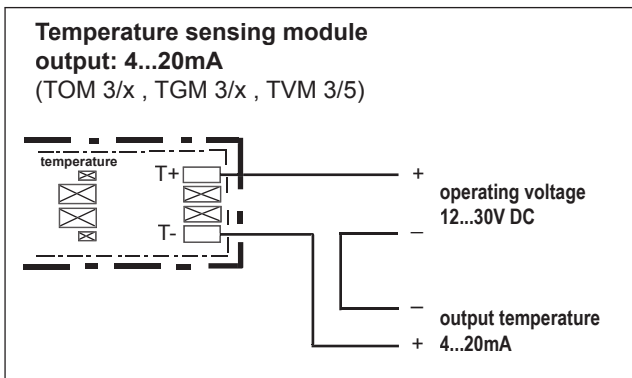 Temperature sensing module
output: 4...20mA
(TOM 3/x , TGM 3/x , TVM 3/5)
temperature
T+
T-
+
operating voltage
12...30V DC
–
–
output temperature
+ 4...20mA